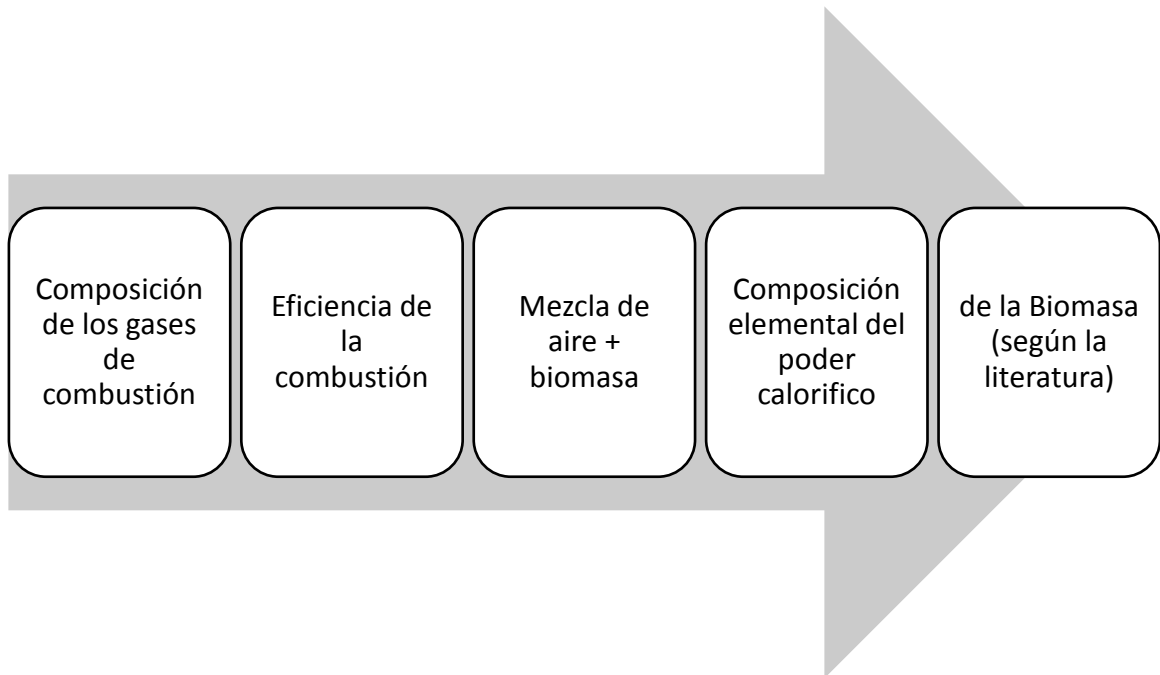 Composición
de los gases
de
combustión
Eficiencia de
la
combustión
Mezcla de
aire +
biomasa
Composición
elemental del
poder
calorifico
de la Biomasa
(según la
literatura)